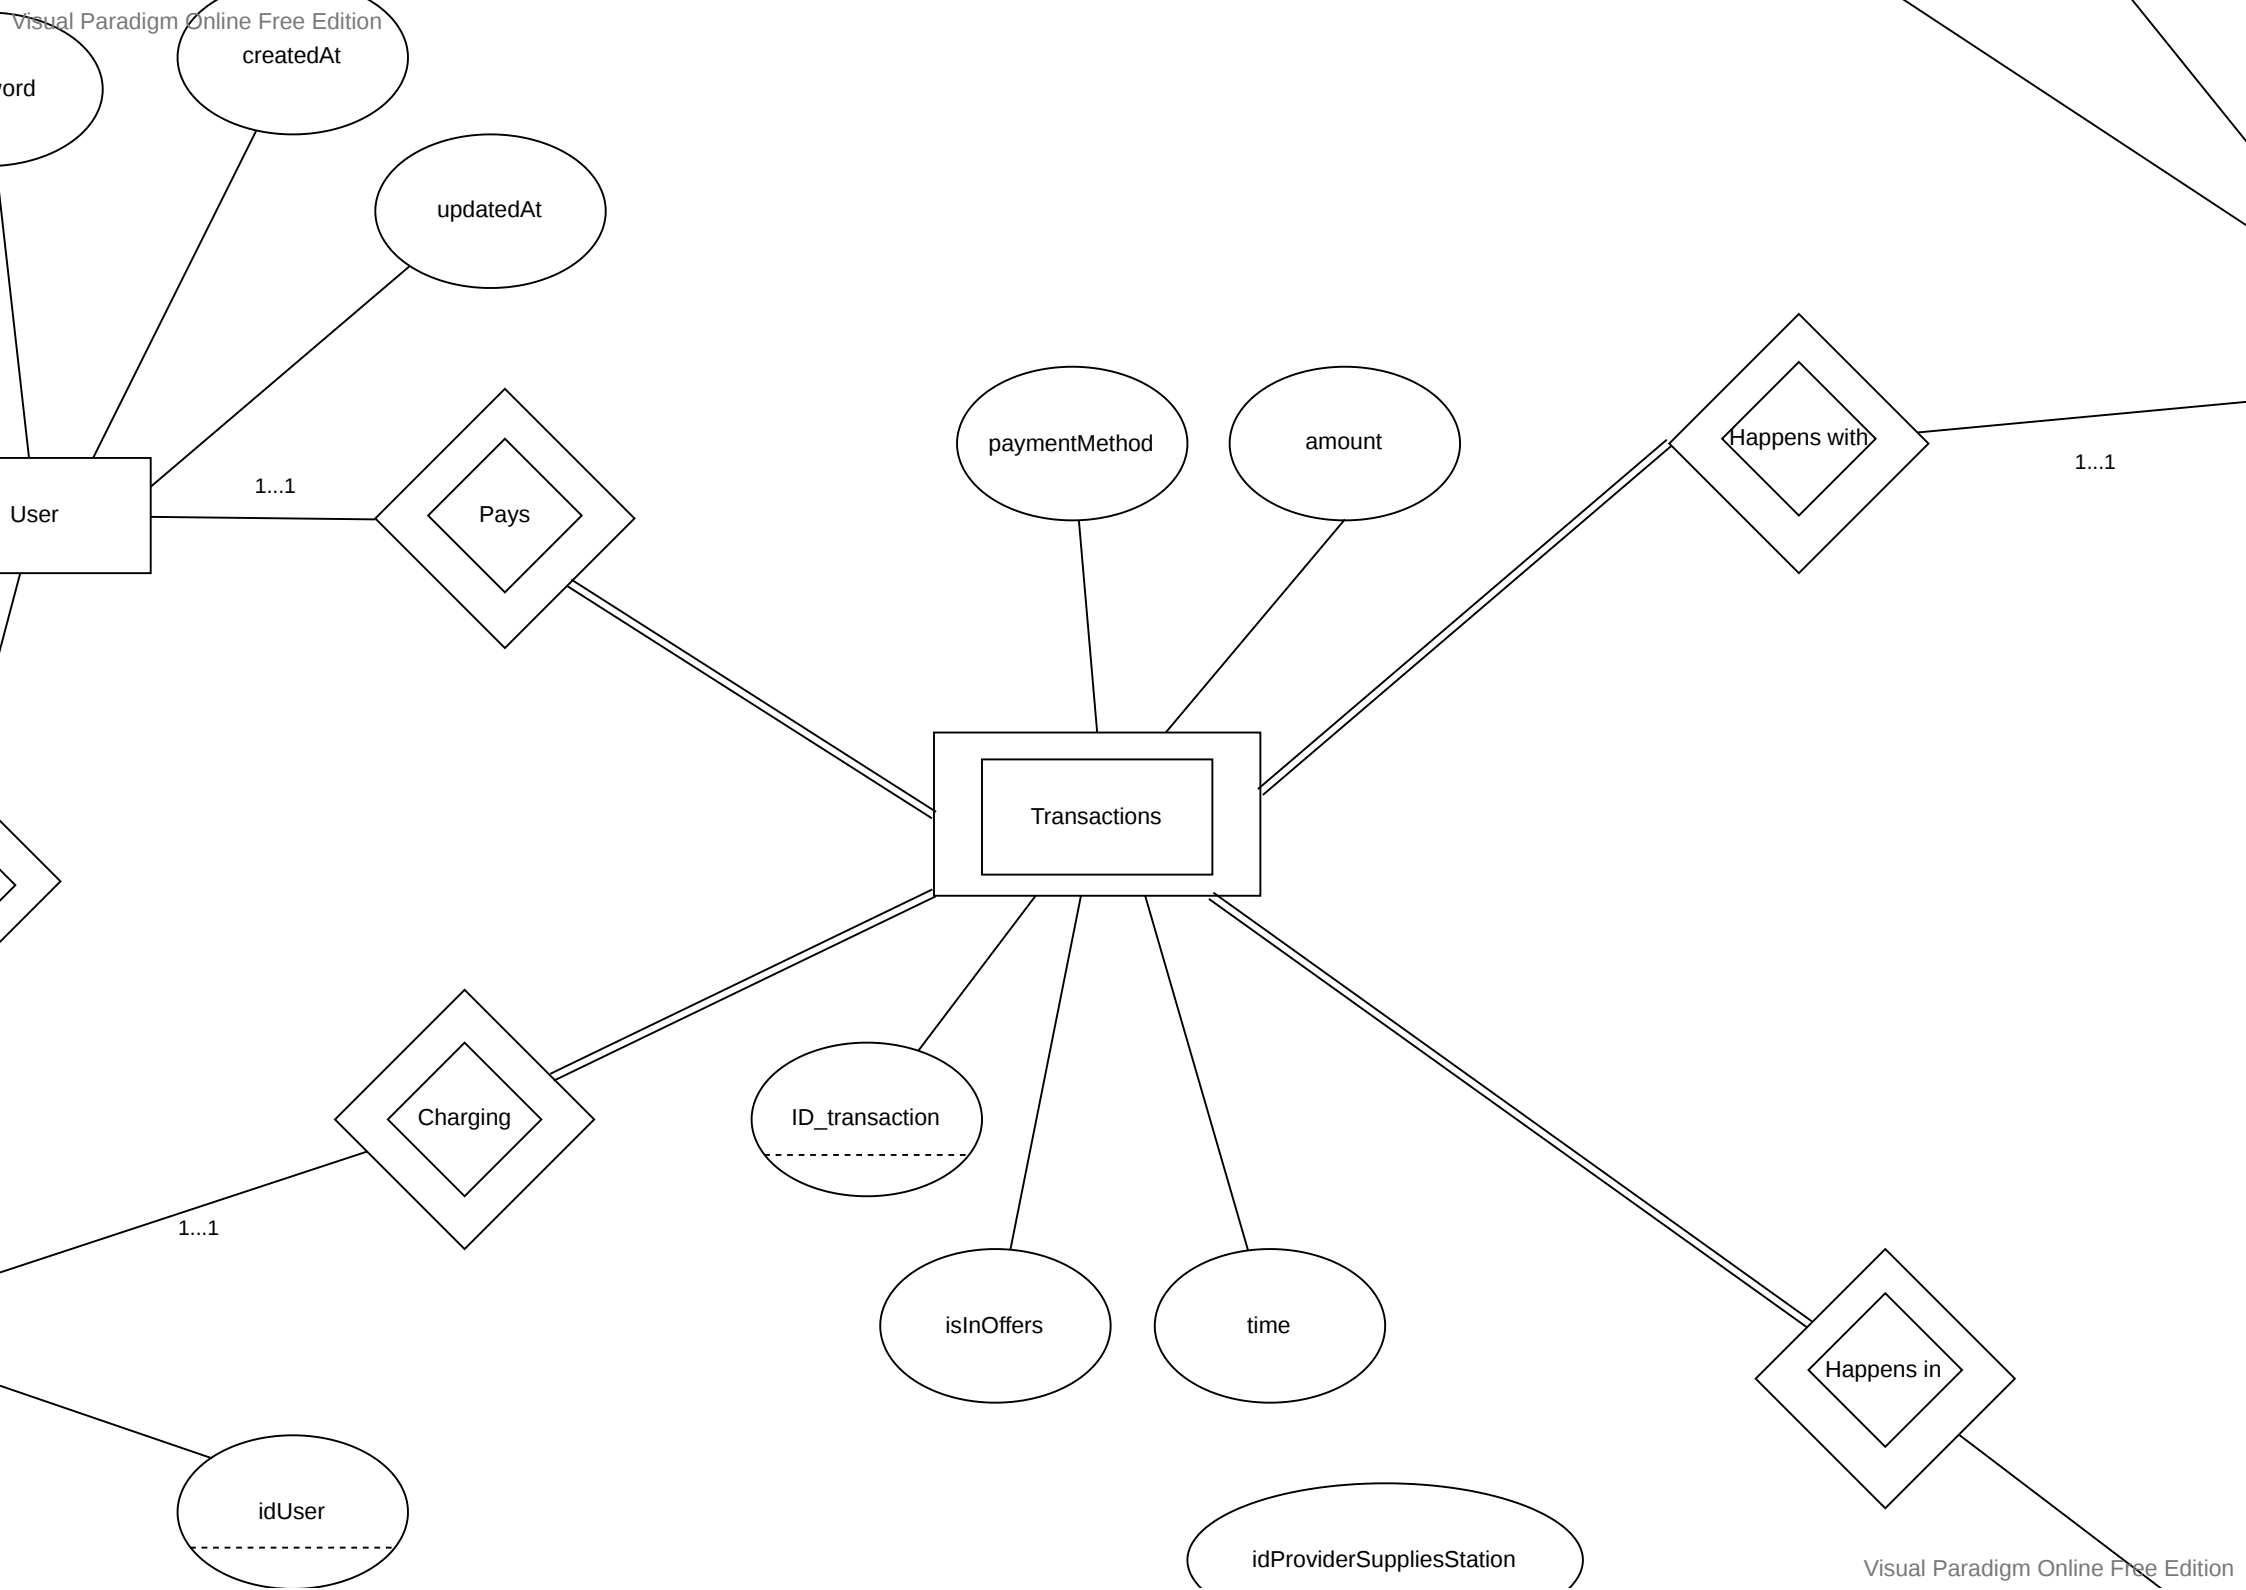 Visual Paradigm Online Free Edition
createdAt
ord
updatedAt
Happens with
paymentMethod
amount
1...1
1...1
User
Pays
Transactions
Charging
ID_transaction
1...1
isInOffers
time
Happens in
idUser
idProviderSuppliesStation
Visual Paradigm Online Free Edition